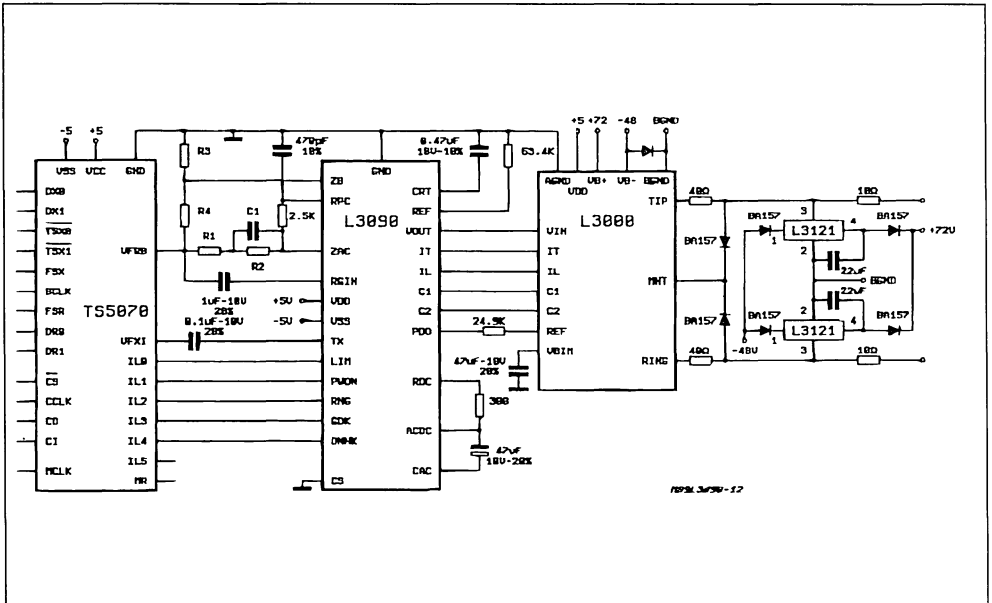 -5 +5
VSS VCC GND
DX0
DX1
TSX0
TSX1
FSX
BCLK
FSR
DR0
DR1
CS
CCLK
CO
CI
MCLK
TS5070
VFR0
VFXI
IL0
IL1
IL2
IL3
IL4
IL5
MR
R3
R4
R1
C1
R2
470pF
10%
2.5K
1uF-10V
20%
0.1uF-10V
20%
+5V
-5V
GND
L3090
ZB
RPC
ZAC
RGIN
VDD
VSS
TX
LIM
PWON
RNG
GDK
CS
CRT
REF
VOUT
IT
IL
C1
C2
PDO
RDC
ACDC
CAC
0.47uF
10V-10%
63.4K
24.9K
47uF-10V
20%
300
47uF
10V-20%
+5 +72 -48 BGND
AGND VDD VB+ VB- BGND
L3000
VIN
IT
IL
C1
C2
REF
VBIM
TIP
MNT
RING
40Ω
40Ω
BA157
BA157
BA157
BA157
1
L3121
3
4
2
22uF
BGND
22uF
BA157
BA157
1
L3121
2
4
3
-48V
10Ω
10Ω
+72V